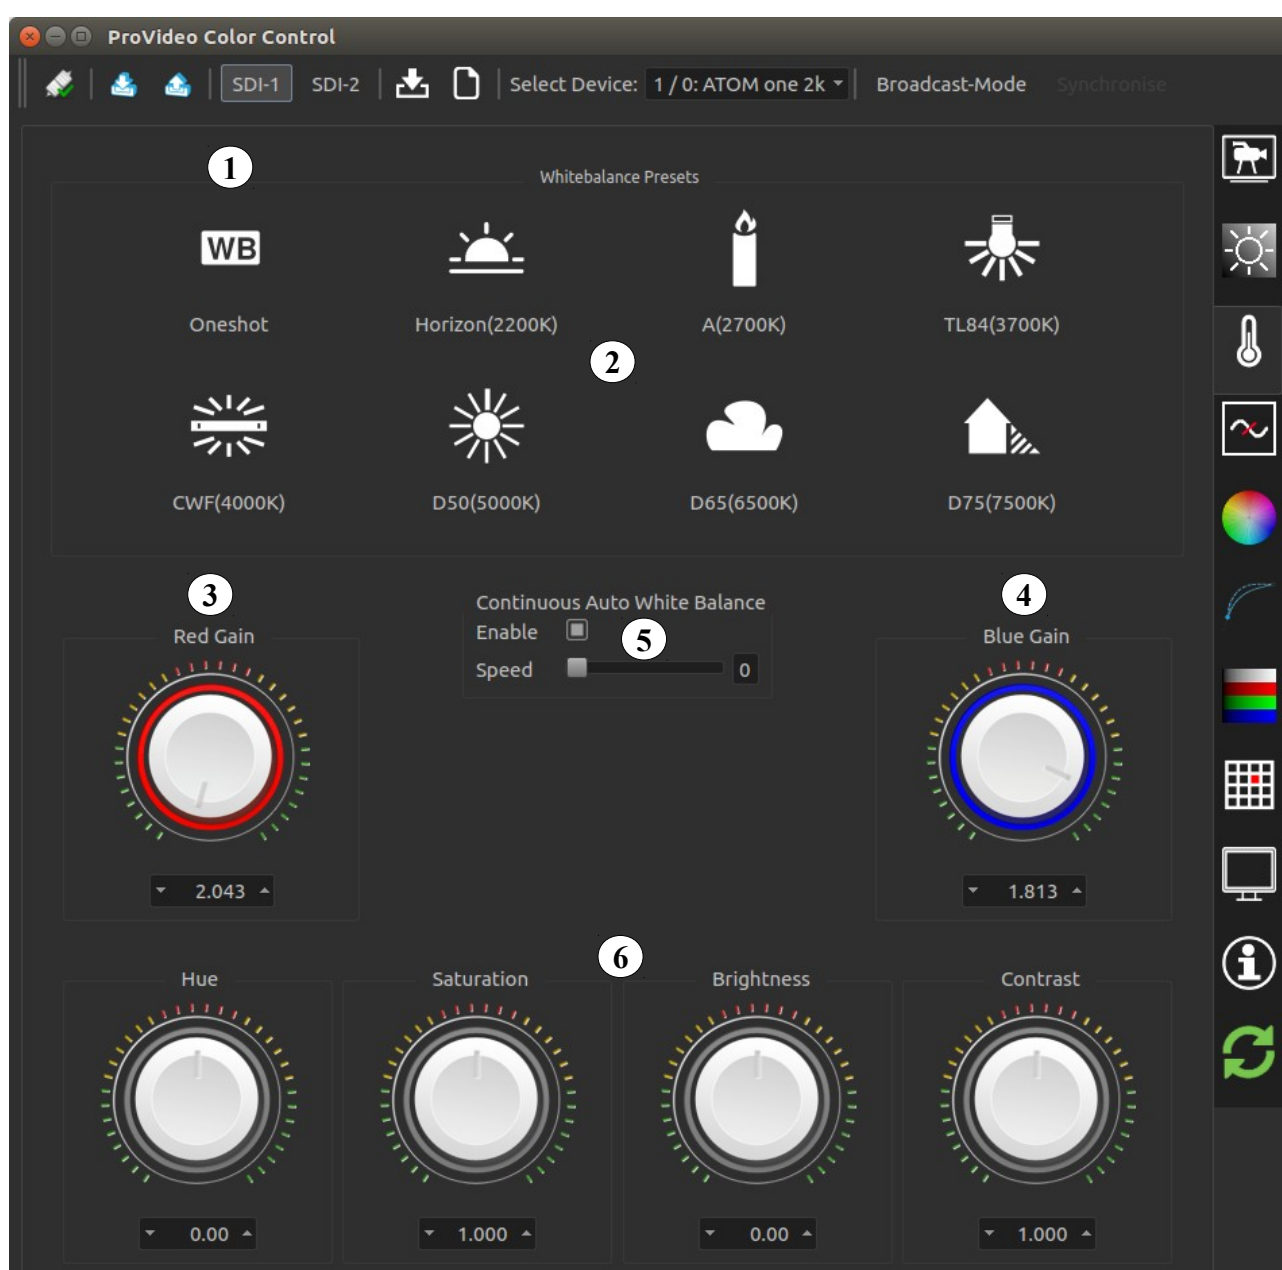 ProVideo Color Control
SDI-1 SDI-2 Select Device: 1 / 0: ATOM one 2k Broadcast-Mode Synchronise
1
Whitebalance Presets
WB
Oneshot Horizon(2200K) A(2700K) TL84(3700K)
2
CWF(4000K) D50(5000K) D65(6500K) D75(7500K)
3 4
Continuous Auto White Balance
Red Gain Enable 5 Blue Gain
Speed 0
2.043 1.813
6
Hue Saturation Brightness Contrast
0.00 1.000 0.00 1.000